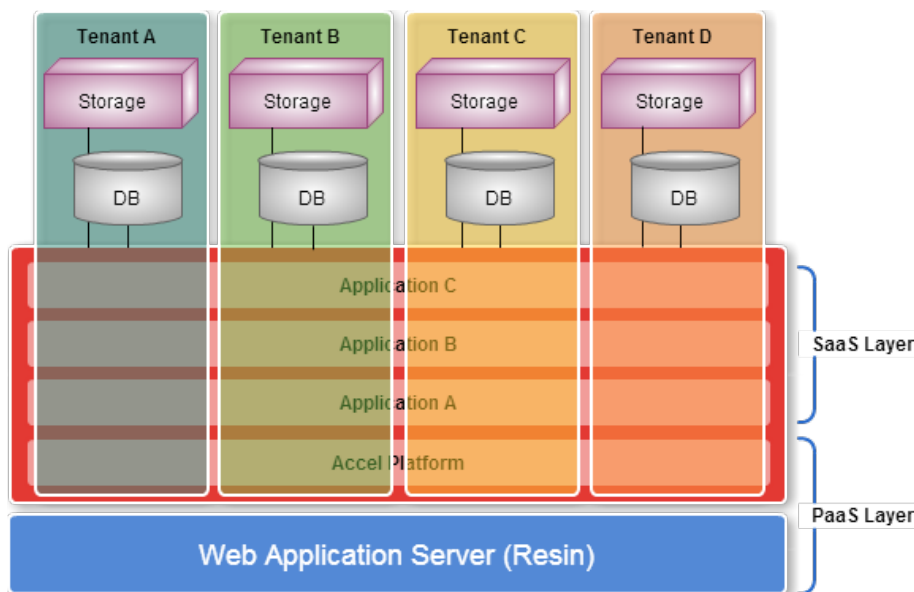 Tenant A
Tenant B
Tenant C
Tenant D
Storage
Storage
Storage
Storage
DB
DB
DB
DB
Application C
Application B
SaaS Layer
Application A
Accel Platform
PaaS Layer
Web Application Server (Resin)